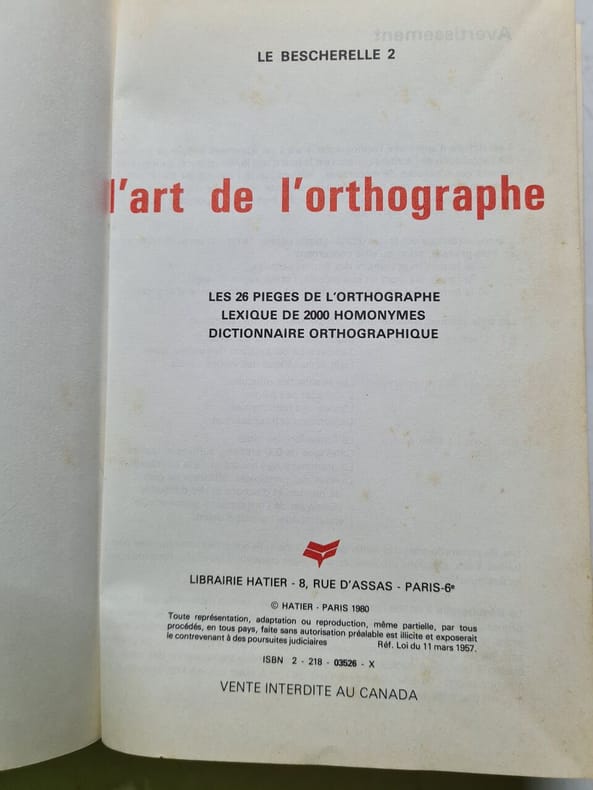 LE BESCHERELLE 2
l'art de l'orthographe
LES 26 PIEGES DE L'ORTHOGRAPHE
LEXIQUE DE 2000 HOMONYMES
DICTIONNAIRE ORTHOGRAPHIQUE
LIBRAIRIE HATIER - 8, RUE D'ASSAS - PARIS-6e
© HATIER - PARIS 1980
Toute représentation, adaptation ou reproduction, même partielle, par tous
procédés, en tous pays, faite sans autorisation préalable est illicite et exposerait
le contrevenant à des poursuites judiciaires Réf. Loi du 11 mars 1957.
ISBN 2 - 218 - 03526 - X
VENTE INTERDITE AU CANADA
Avertissement